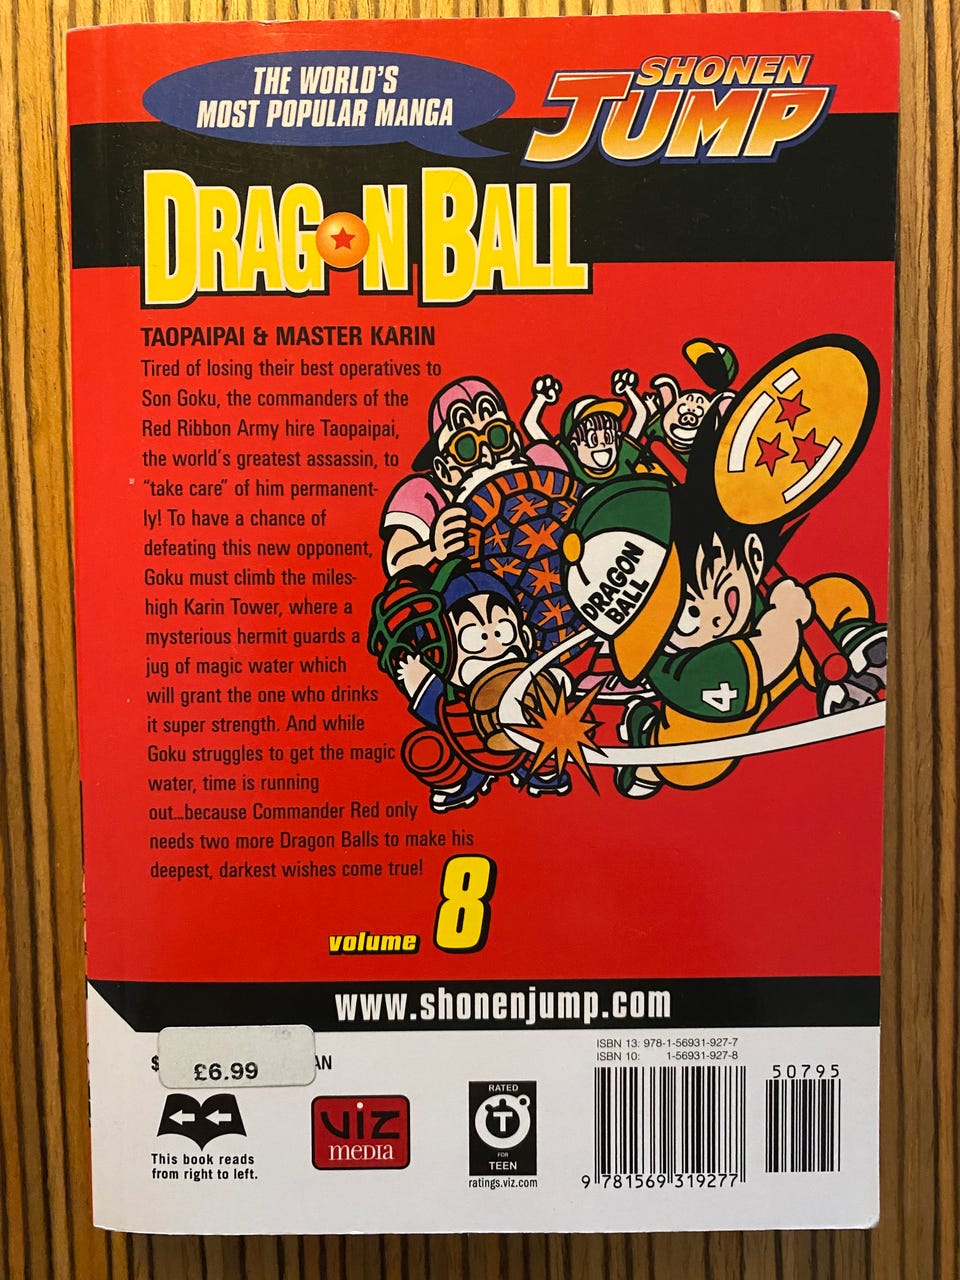 THE WORLD'S
MOST POPULAR MANGA
SHONEN
JUMP
DRAGON BALL
TAOPAIPAI & MASTER KARIN
Tired of losing their best operatives to
Son Goku, the commanders of the
Red Ribbon Army hire Taopaipai,
the world's greatest assassin, to
"take care" of him permanent-
ly! To have a chance of
defeating this new opponent,
Goku must climb the miles-
high Karin Tower, where a
mysterious hermit guards a
jug of magic water which
will grant the one who drinks
it super strength. And while
Goku struggles to get the magic
water, time is running
out...because Commander Red only
needs two more Dragon Balls to make his
deepest, darkest wishes come true!
DRAGON
BALL
4
volume 8
www.shonenjump.com
$
£6.99
AN
This book reads
from right to left.
VIZ
MEDIA
RATED
T
FOR
TEEN
ratings.viz.com
ISBN 13: 978-1-56931-927-7
ISBN 10: 1-56931-927-8
50795
9 781569 319277